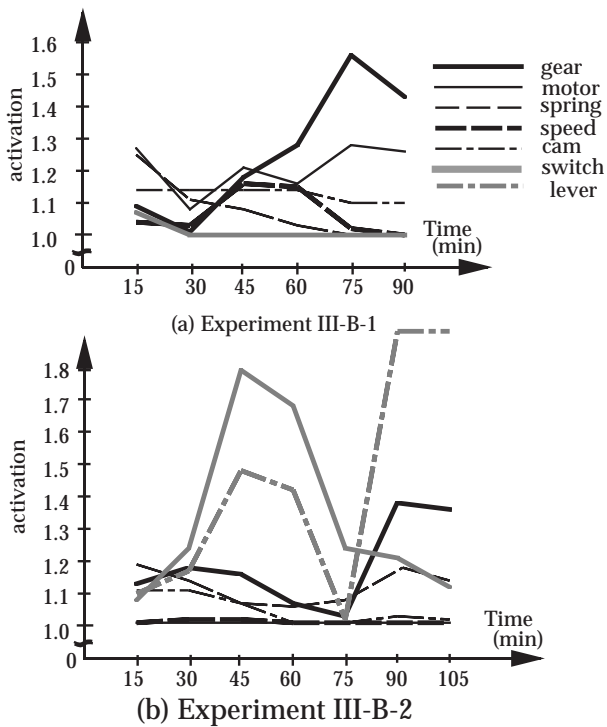 1.6
1.5
1.4
1.3
1.2
1.1
1.0
0
activation
gear
motor
spring
speed
cam
switch
lever
Time
(min)
15 30 45 60 75 90
(a) Experiment III-B-1
1.8
1.7
1.6
1.5
1.4
1.3
1.2
1.1
1.0
0
activation
Time
(min)
15 30 45 60 75 90 105
(b) Experiment III-B-2